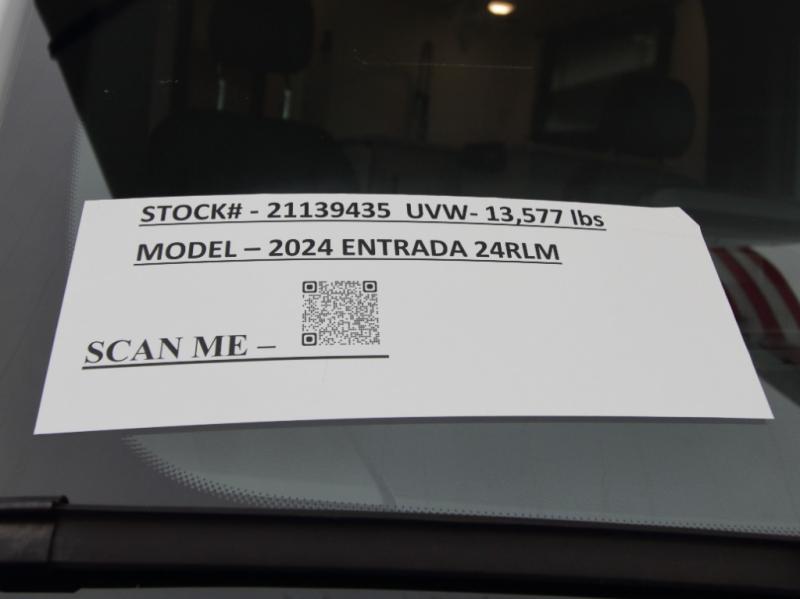 STOCK# - 21139435 UVW- 13,577 lbs
MODEL – 2024 ENTRADA 24RLM
SCAN ME –